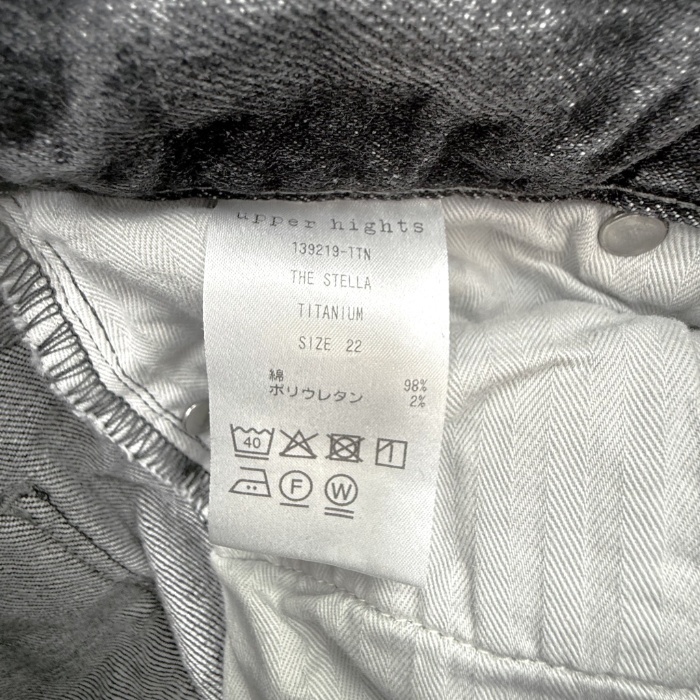 upper hights
139219-TTN
THE STELLA
TITANIUM
SIZE 22
綿 98%
ポリウレタン 2%
40
F W